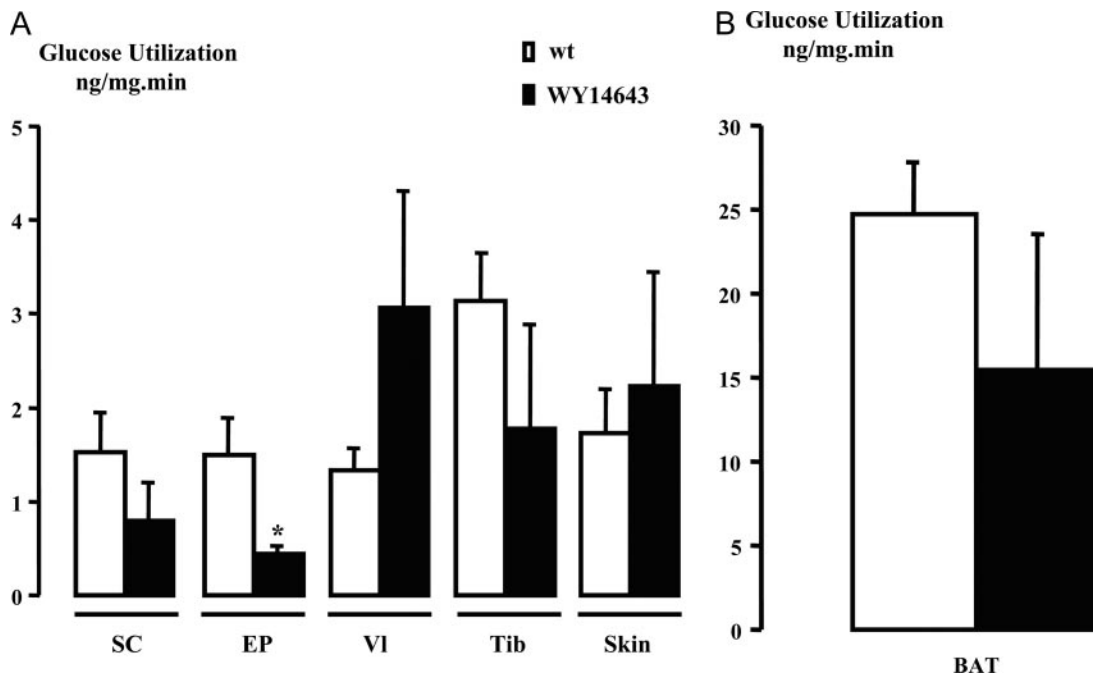 A
Glucose Utilization
ng/mg.min
wt
WY14643
5
4
3
2
1
0
*
SC EP Vl Tib Skin
B
Glucose Utilization
ng/mg.min
30
25
20
15
10
5
0
BAT